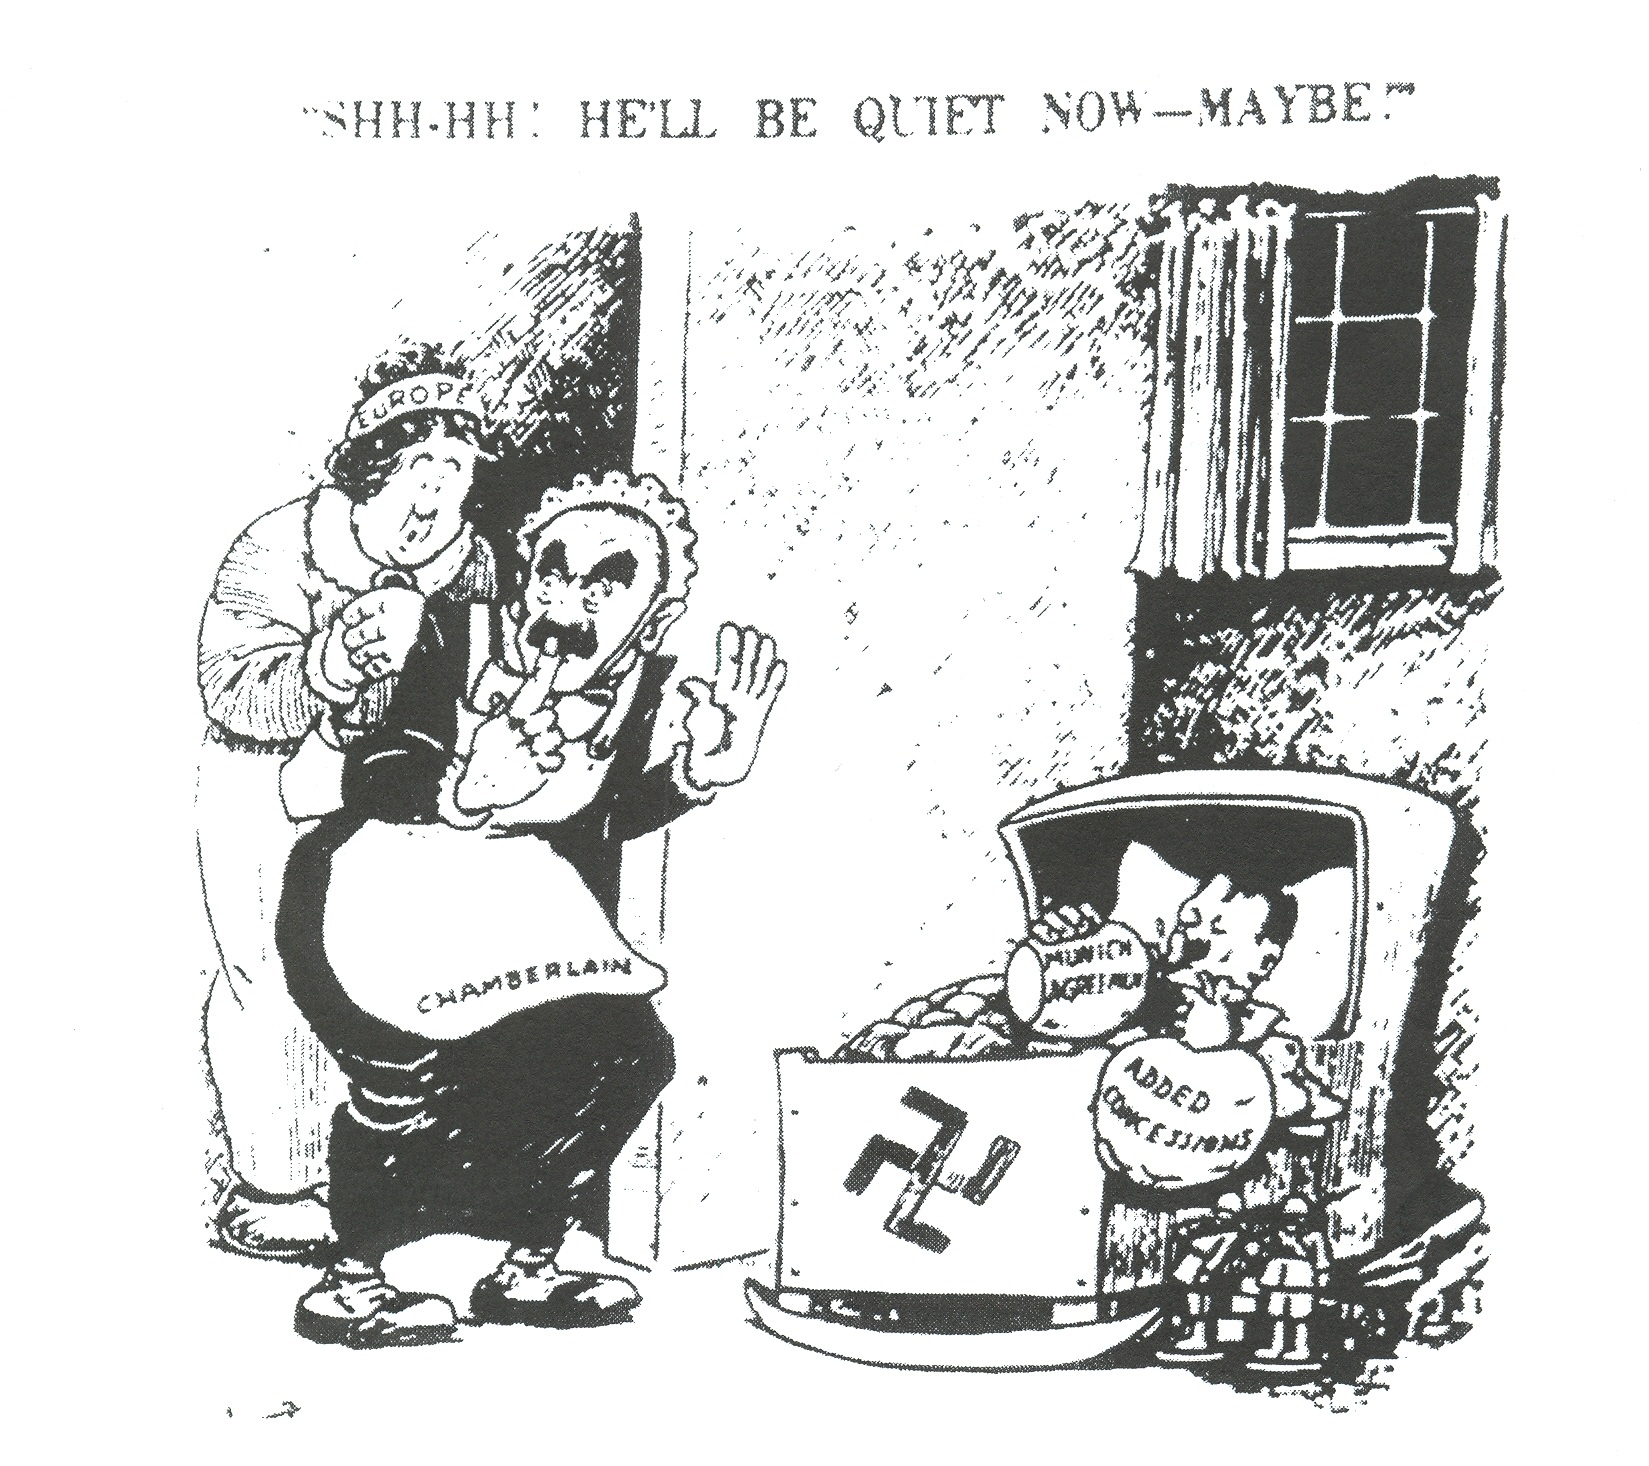 "SHH-HH! HE'LL BE QUIET NOW—MAYBE!"
EUROPE
CHAMBERLAIN
MUNICH
AGREEMENT
ADDED
CONCESSIONS